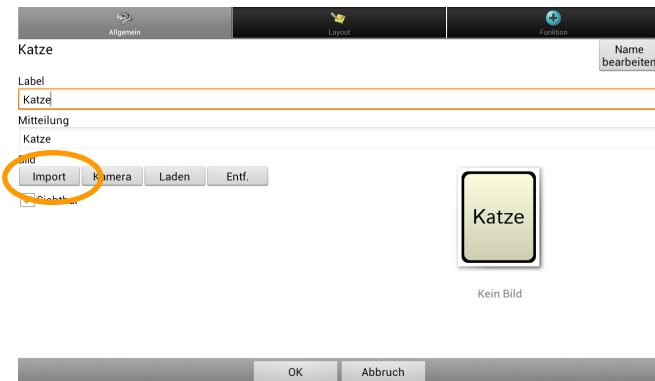 Allgemein
Layout
Funktion
Katze
Name
bearbeiten
Label
Katze
Mitteilung
Katze
Bild
Import
Kamera
Laden
Entf.
Sichtbar
Katze
Kein Bild
OK
Abbruch